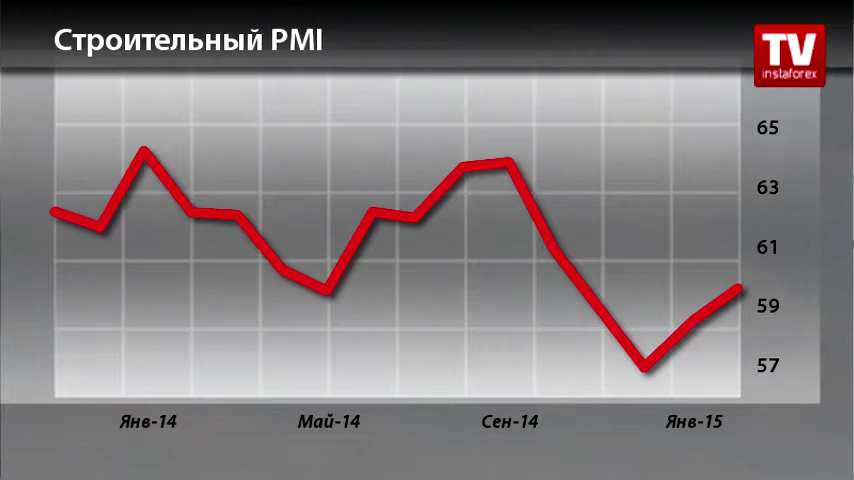 Строительный PMI
TV
instaforex
65
63
61
59
57
Янв-14
Май-14
Сен-14
Янв-15